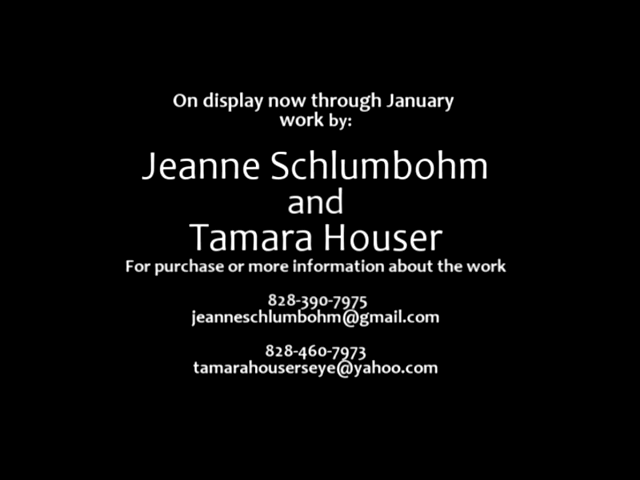 On display now through January
work by:
Jeanne Schlumbohm
and
Tamara Houser
For purchase or more information about the work
828-390-7975
jeanneschlumbohm@gmail.com
828-460-7973
tamarahouserseye@yahoo.com